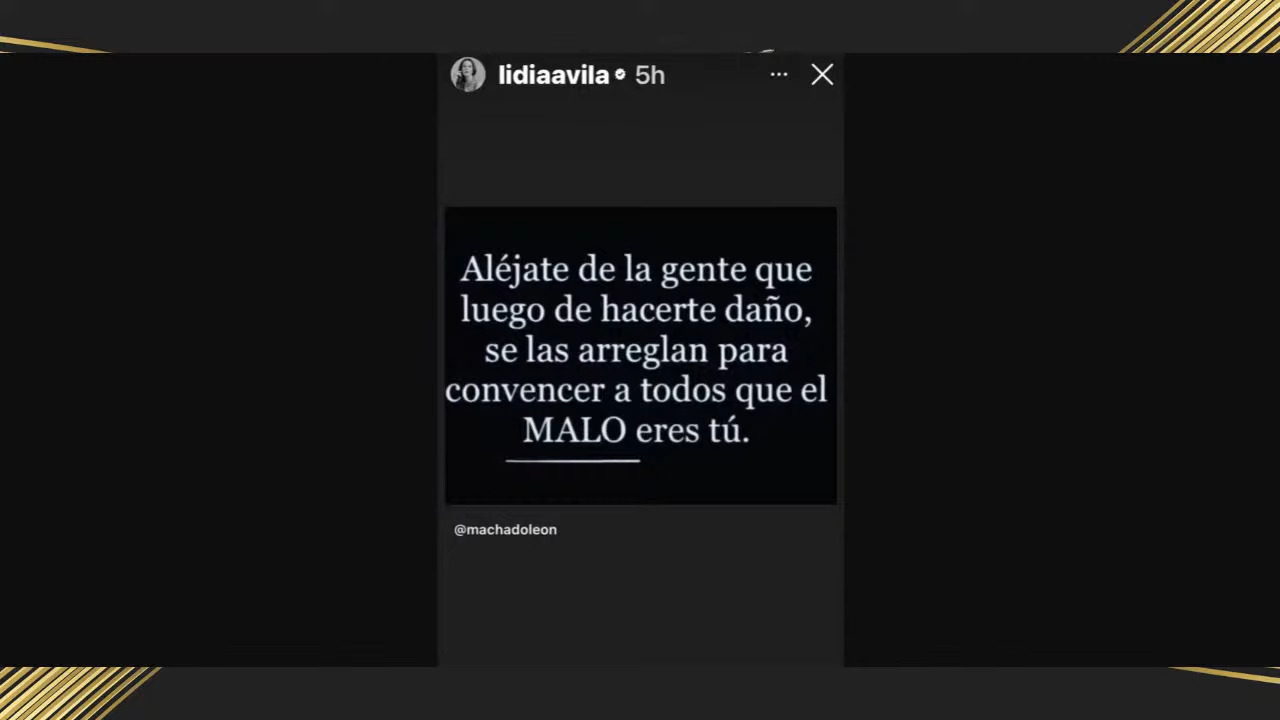 lidiaavila 5h
Aléjate de la gente que
luego de hacerte daño,
se las arreglan para
convencer a todos que el
MALO eres tú.
@machadoleon